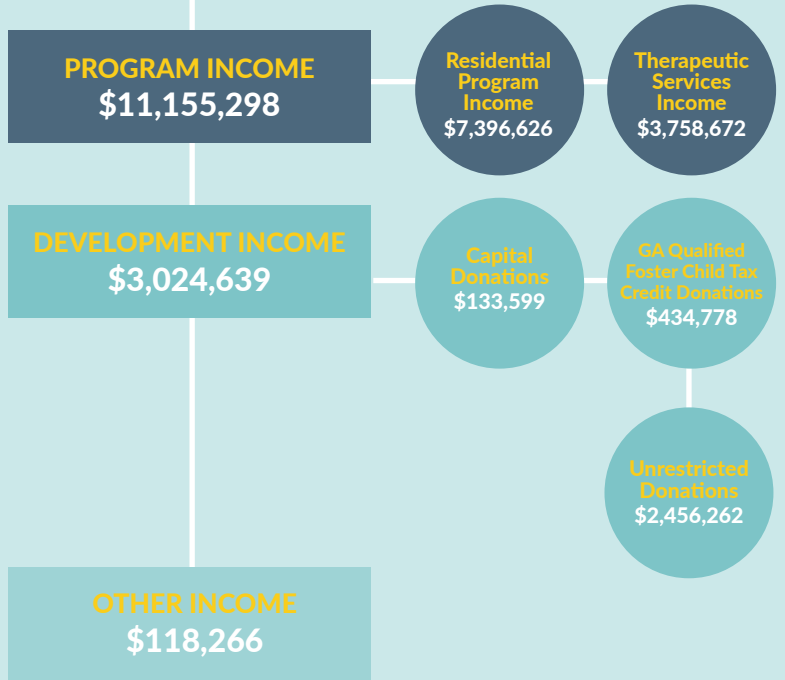 PROGRAM INCOME
$11,155,298
Residential
Program
Income
$7,396,626
Therapeutic
Services
Income
$3,758,672
DEVELOPMENT INCOME
$3,024,639
Capital
Donations
$133,599
GA Qualified
Foster Child Tax
Credit Donations
$434,778
Unrestricted
Donations
$2,456,262
OTHER INCOME
$118,266